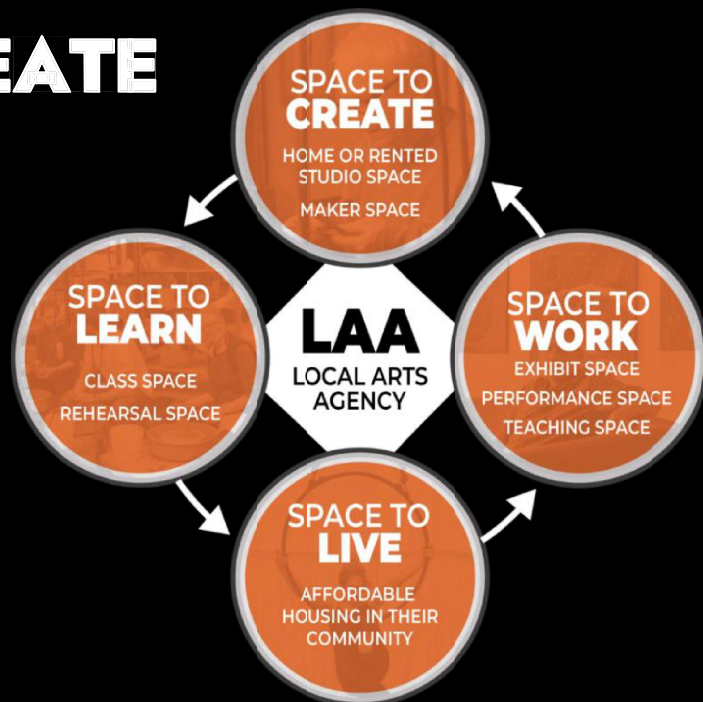 EATE
SPACE TO
CREATE
HOME OR RENTED
STUDIO SPACE
MAKER SPACE
SPACE TO
LEARN
CLASS SPACE
REHEARSAL SPACE
LAA
LOCAL ARTS
AGENCY
SPACE TO
WORK
EXHIBIT SPACE
PERFORMANCE SPACE
TEACHING SPACE
SPACE TO
LIVE
AFFORDABLE
HOUSING IN THEIR
COMMUNITY